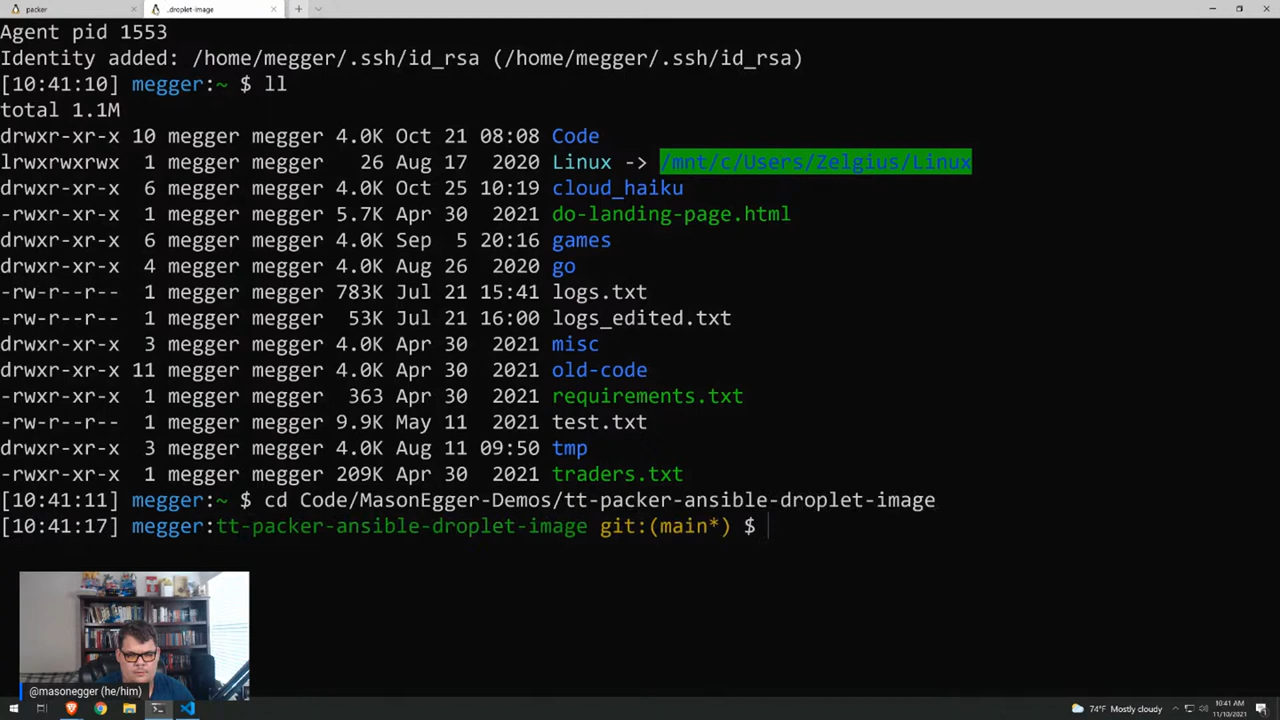 packer
.droplet-image
Agent pid 1553
Identity added: /home/megger/.ssh/id_rsa (/home/megger/.ssh/id_rsa)
[10:41:10] megger:~ $ ll
total 1.1M
drwxr-xr-x 10 megger megger 4.0K Oct 21 08:08 Code
lrwxrwxrwx  1 megger megger   26 Aug 17  2020 Linux -> /mnt/c/Users/Zelgius/Linux
drwxr-xr-x  6 megger megger 4.0K Oct 25 10:19 cloud_haiku
-rwxr-xr-x  1 megger megger 5.7K Apr 30  2021 do-landing-page.html
drwxr-xr-x  6 megger megger 4.0K Sep  5 20:16 games
drwxr-xr-x  4 megger megger 4.0K Aug 26  2020 go
-rw-r--r--  1 megger megger 783K Jul 21 15:41 logs.txt
-rw-r--r--  1 megger megger  53K Jul 21 16:00 logs_edited.txt
drwxr-xr-x  3 megger megger 4.0K Apr 30  2021 misc
drwxr-xr-x 11 megger megger 4.0K Apr 30  2021 old-code
-rwxr-xr-x  1 megger megger  363 Apr 30  2021 requirements.txt
-rw-r--r--  1 megger megger 9.9K May 11  2021 test.txt
drwxr-xr-x  3 megger megger 4.0K Aug 11 09:50 tmp
-rwxr-xr-x  1 megger megger 209K Apr 30  2021 traders.txt
[10:41:11] megger:~ $ cd Code/MasonEgger-Demos/tt-packer-ansible-droplet-image
[10:41:17] megger:tt-packer-ansible-droplet-image git:(main*) $
@masonegger (he/him)
74°F Mostly cloudy
10:41 AM
11/10/2021